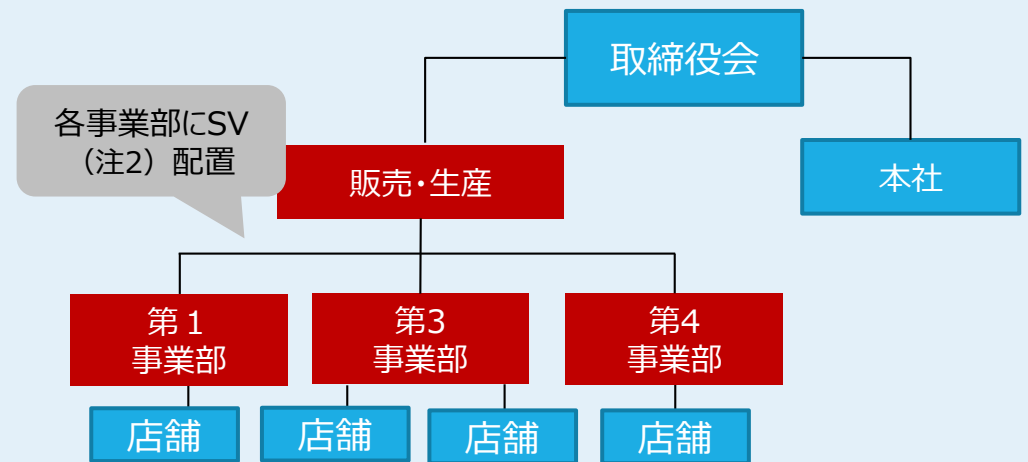 取締役会
各事業部にSV
（注2）配置
販売・生産
本社
第１
事業部
第3
事業部
第4
事業部
店舗
店舗
店舗
店舗